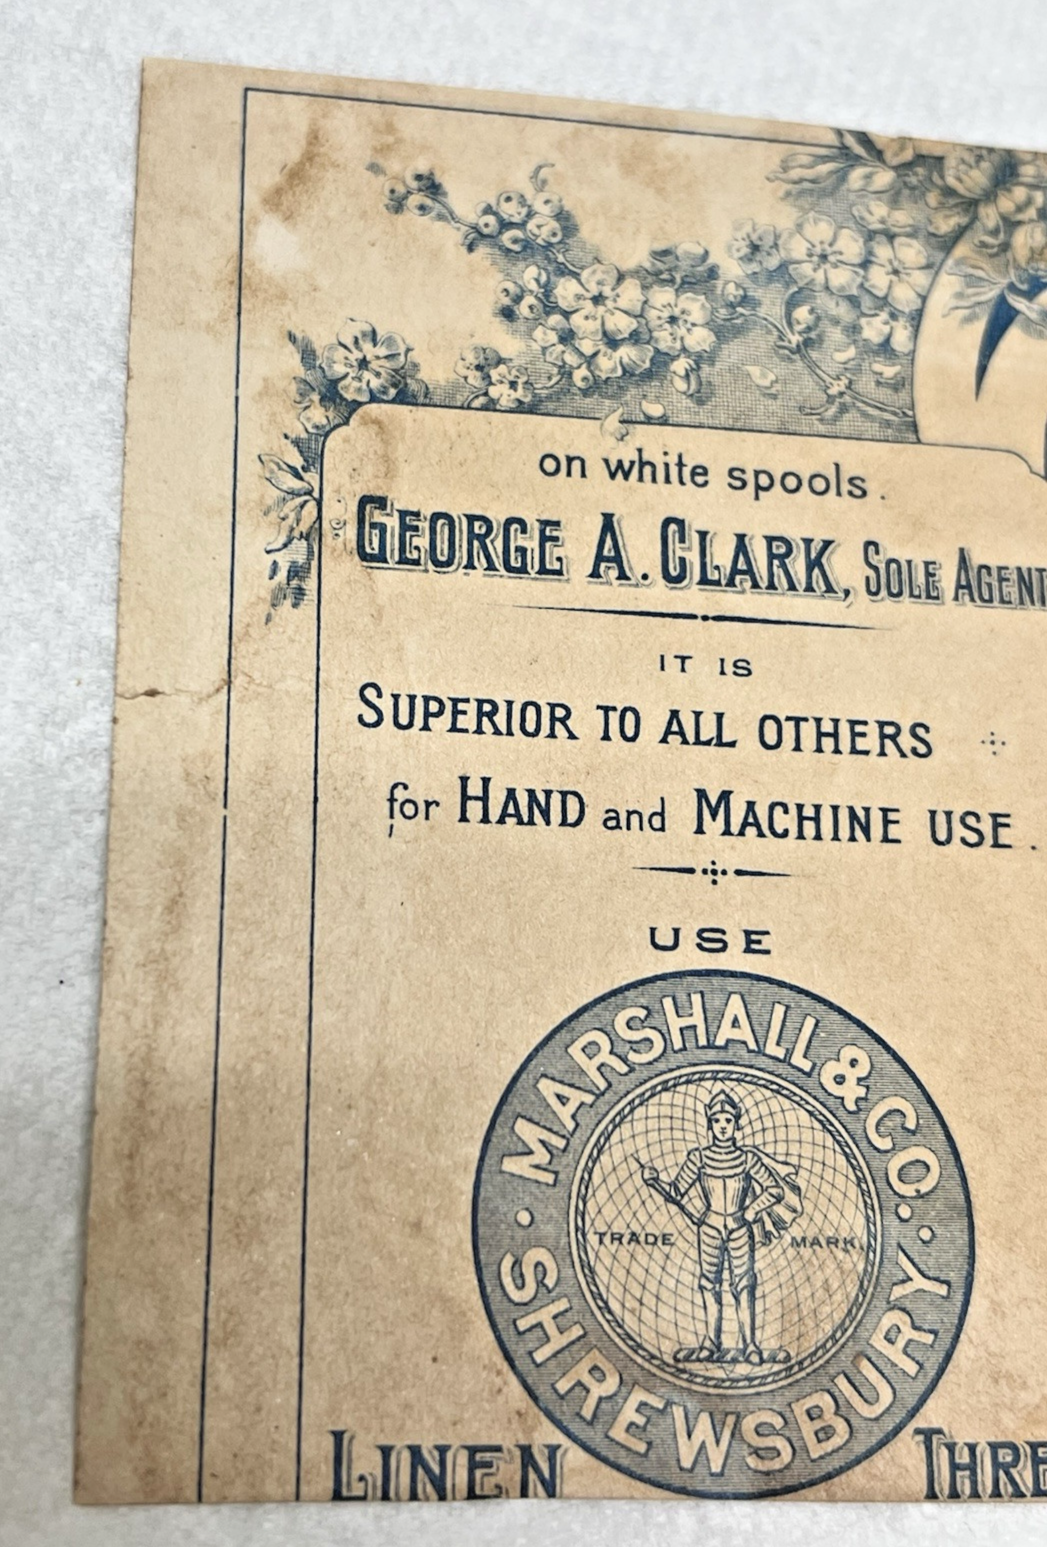 on white spools.
GEORGE A. CLARK, SOLE AGENT
IT IS
SUPERIOR TO ALL OTHERS
for HAND and MACHINE USE.
USE
MARSHALL & CO.
TRADE MARK
SHREWSBURY
LINEN THRE